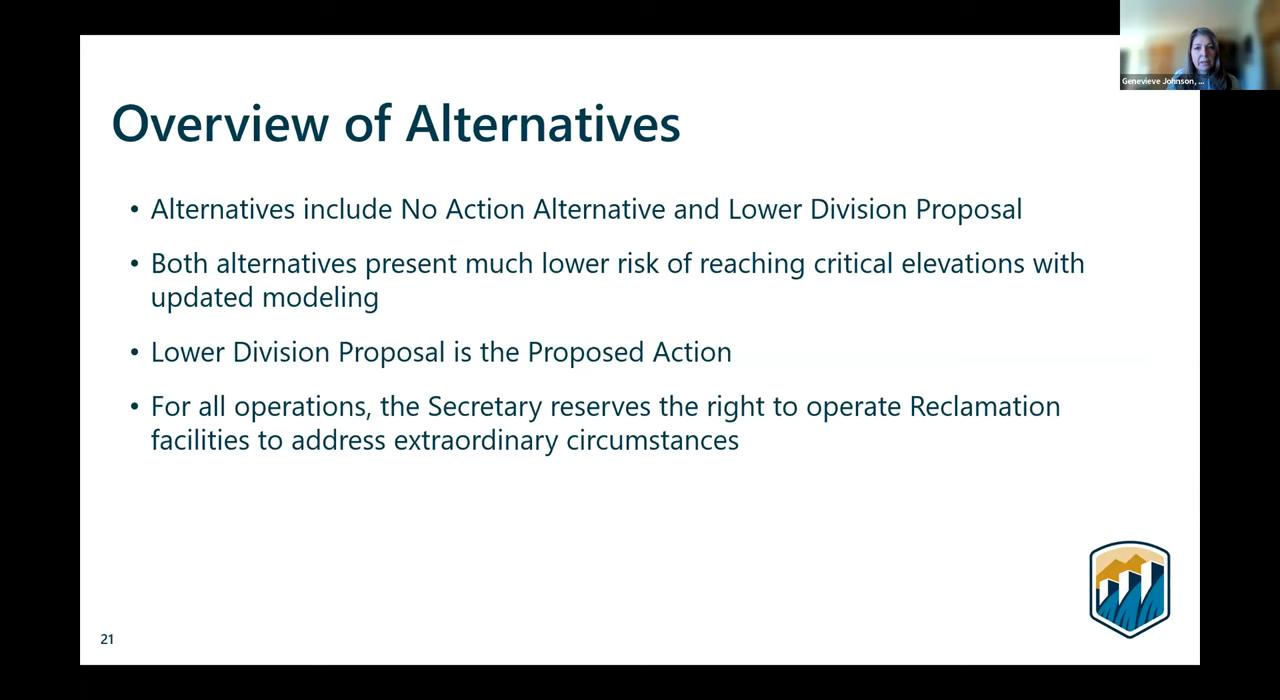 Genevieve Johnson, ...
Overview of Alternatives
• Alternatives include No Action Alternative and Lower Division Proposal
• Both alternatives present much lower risk of reaching critical elevations with
updated modeling
• Lower Division Proposal is the Proposed Action
• For all operations, the Secretary reserves the right to operate Reclamation
facilities to address extraordinary circumstances
21